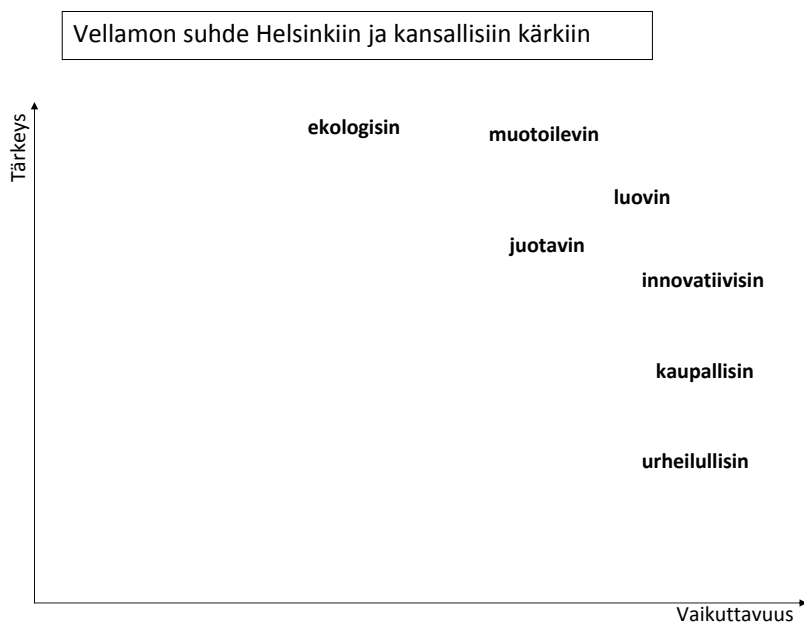 Vellamon suhde Helsinkiin ja kansallisiin kärkiin
Tärkeys
ekologisin
muotoilevin
luovin
juotavin
innovatiivisin
kaupallisin
urheilullisin
Vaikuttavuus